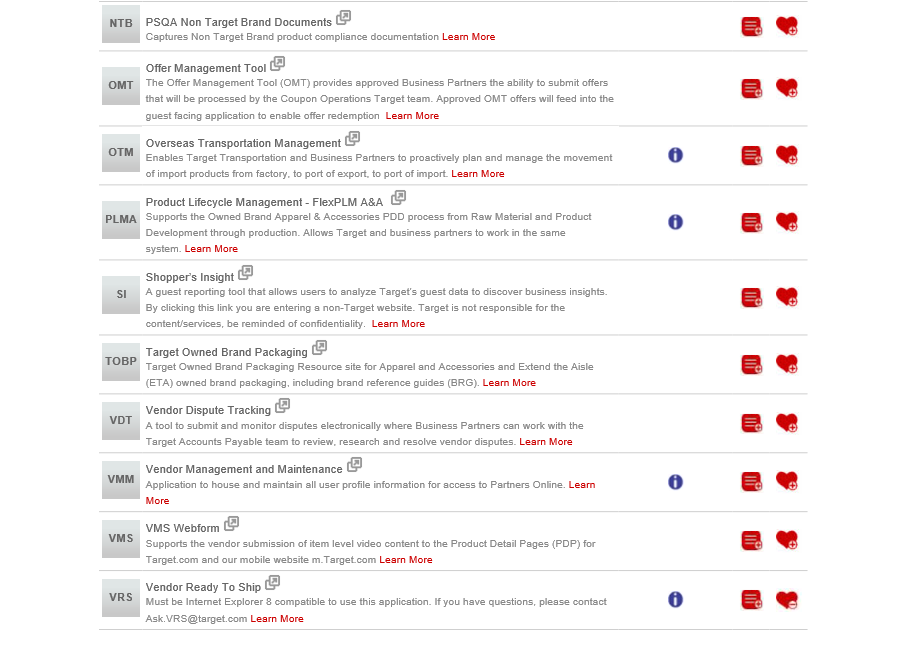 NTB
PSQA Non Target Brand Documents
Captures Non Target Brand product compliance documentation Learn More
OMT
Offer Management Tool
The Offer Management Tool (OMT) provides approved Business Partners the ability to submit offers
that will be processed by the Coupon Operations Target team. Approved OMT offers will feed into the
guest facing application to enable offer redemption Learn More
OTM
Overseas Transportation Management
Enables Target Transportation and Business Partners to proactively plan and manage the movement
of import products from factory, to port of export, to port of import. Learn More
PLMA
Product Lifecycle Management - FlexPLM A&A
Supports the Owned Brand Apparel & Accessories PDD process from Raw Material and Product
Development through production. Allows Target and business partners to work in the same
system. Learn More
SI
Shopper's Insight
A guest reporting tool that allows users to analyze Target's guest data to discover business insights.
By clicking this link you are entering a non-Target website. Target is not responsible for the
content/services, be reminded of confidentiality. Learn More
TOBP
Target Owned Brand Packaging
Target Owned Brand Packaging Resource site for Apparel and Accessories and Extend the Aisle
(ETA) owned brand packaging, including brand reference guides (BRG). Learn More
VDT
Vendor Dispute Tracking
A tool to submit and monitor disputes electronically where Business Partners can work with the
Target Accounts Payable team to review, research and resolve vendor disputes. Learn More
VMM
Vendor Management and Maintenance
Application to house and maintain all user profile information for access to Partners Online. Learn
More
VMS
VMS Webform
Supports the vendor submission of item level video content to the Product Detail Pages (PDP) for
Target.com and our mobile website m.Target.com Learn More
VRS
Vendor Ready To Ship
Must be Internet Explorer 8 compatible to use this application. If you have questions, please contact
Ask.VRS@target.com Learn More